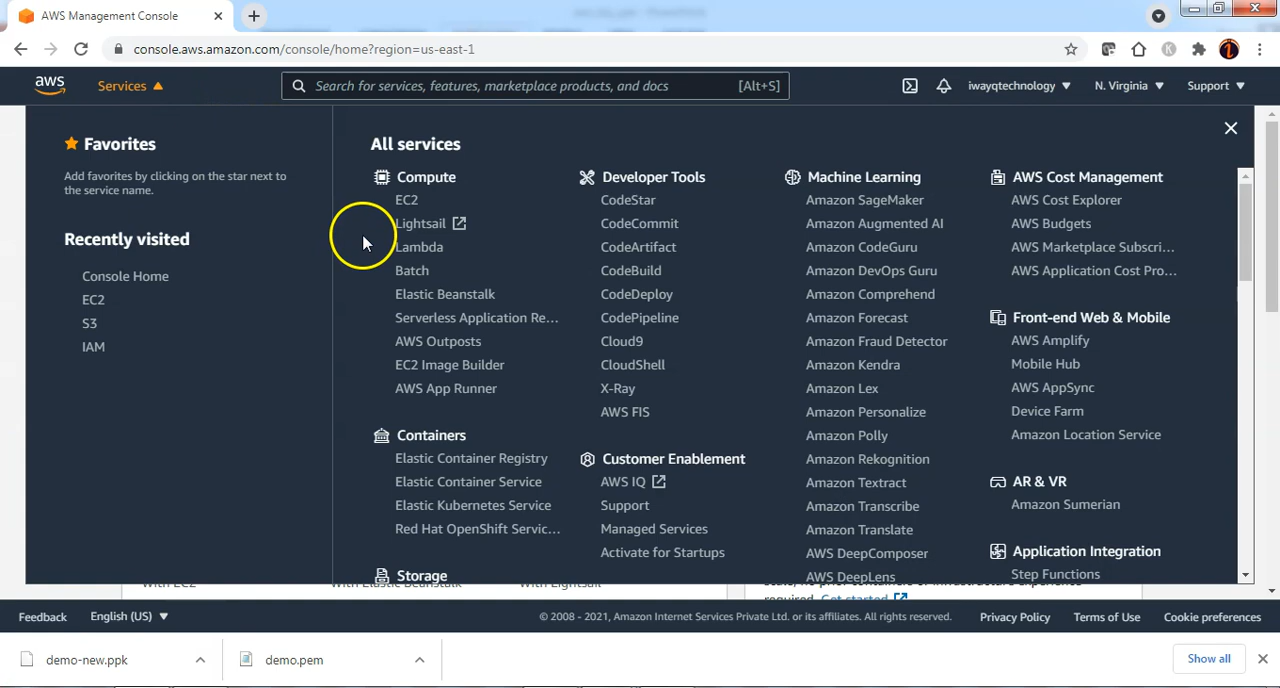 AWS Management Console
console.aws.amazon.com/console/home?region=us-east-1
aws
Services
Search for services, features, marketplace products, and docs
[Alt+S]
iwayqtechnology
N. Virginia
Support
Favorites
Add favorites by clicking on the star next to
the service name.
Recently visited
Console Home
EC2
S3
IAM
All services
Compute
EC2
Lightsail
Lambda
Batch
Elastic Beanstalk
Serverless Application Re...
AWS Outposts
EC2 Image Builder
AWS App Runner
Containers
Elastic Container Registry
Elastic Container Service
Elastic Kubernetes Service
Red Hat OpenShift Servic...
Storage
Developer Tools
CodeStar
CodeCommit
CodeArtifact
CodeBuild
CodeDeploy
CodePipeline
Cloud9
CloudShell
X-Ray
AWS FIS
Customer Enablement
AWS IQ
Support
Managed Services
Activate for Startups
Machine Learning
Amazon SageMaker
Amazon Augmented AI
Amazon CodeGuru
Amazon DevOps Guru
Amazon Comprehend
Amazon Forecast
Amazon Fraud Detector
Amazon Kendra
Amazon Lex
Amazon Personalize
Amazon Polly
Amazon Rekognition
Amazon Textract
Amazon Transcribe
Amazon Translate
AWS DeepComposer
AWS DeepLens
AWS Cost Management
AWS Cost Explorer
AWS Budgets
AWS Marketplace Subscri...
AWS Application Cost Pro...
Front-end Web & Mobile
AWS Amplify
Mobile Hub
AWS AppSync
Device Farm
Amazon Location Service
AR & VR
Amazon Sumerian
Application Integration
Step Functions
With EC2
With Elastic Beanstalk
With Lightsail
required. Get started
Feedback
English (US)
© 2008 - 2021, Amazon Internet Services Private Ltd. or its affiliates. All rights reserved.
Privacy Policy
Terms of Use
Cookie preferences
demo-new.ppk
demo.pem
Show all